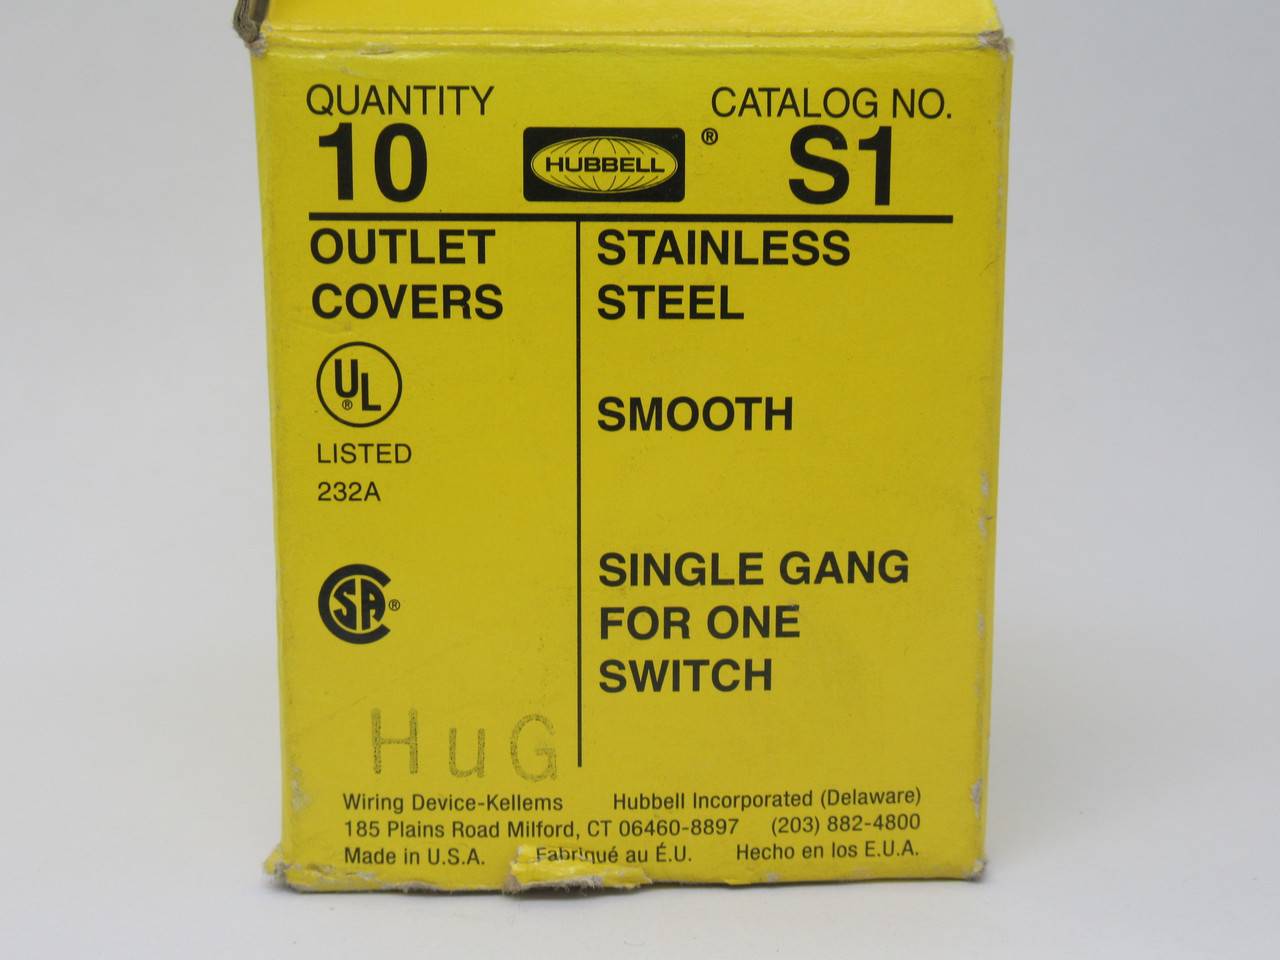 QUANTITY
10
HUBBELL
®
CATALOG NO.
S1
OUTLET
COVERS
UL
®
LISTED
232A
CSA
®
STAINLESS
STEEL
SMOOTH
SINGLE GANG
FOR ONE
SWITCH
HuG
Wiring Device-Kellems Hubbell Incorporated (Delaware)
185 Plains Road Milford, CT 06460-8897 (203) 882-4800
Made in U.S.A. Fabriqué au É.U. Hecho en los E.U.A.